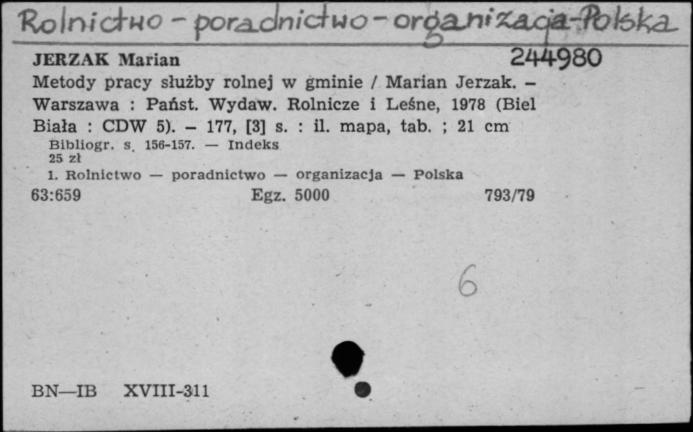 Rolnictwo - poradnictwo - organizacja - Polska
JERZAK Marian 244980
Metody pracy służby rolnej w gminie / Marian Jerzak. —
Warszawa : Państ. Wydaw. Rolnicze i Leśne, 1978 (Biel
Biała : CDW 5). — 177, [3] s. : il. mapa, tab. ; 21 cm
Bibliogr. s. 156-157. — Indeks
25 zł
1. Rolnictwo — poradnictwo — organizacja — Polska
63:659 Egz. 5000 793/79
6
BN—IB XVIII-311